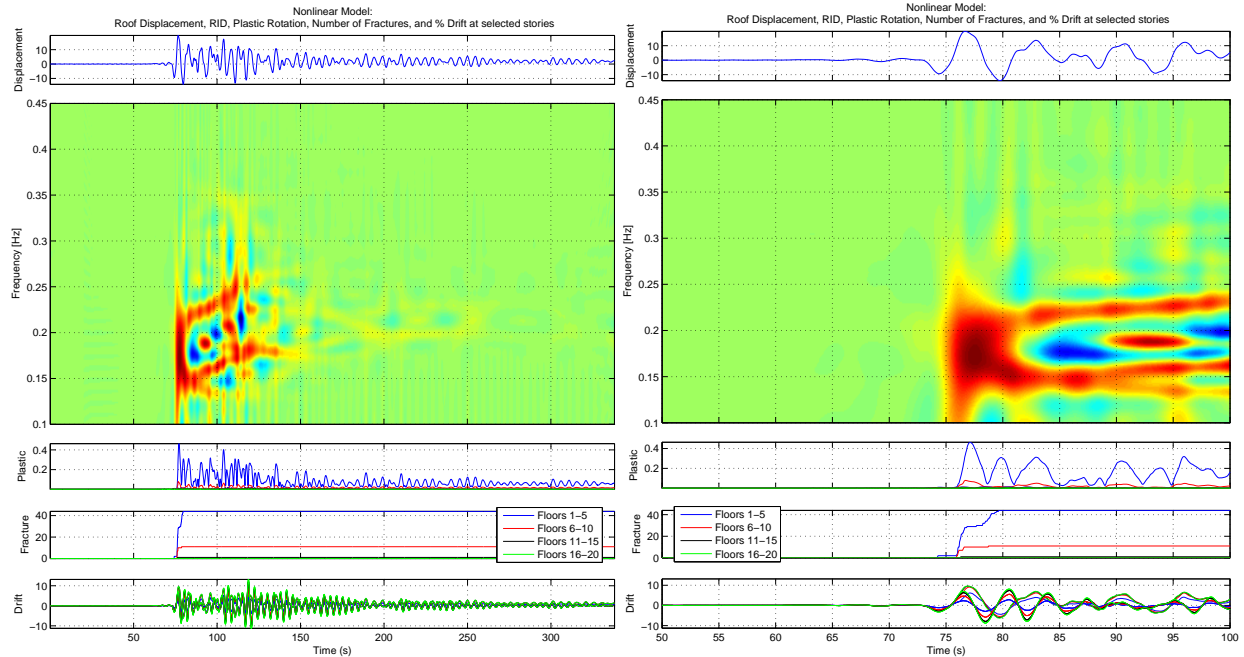 Nonlinear Model:
Roof Displacement, RID, Plastic Rotation, Number of Fractures, and % Drift at selected stories
Displacement
10
0
−10
Frequency [Hz]
0.45
0.4
0.35
0.3
0.25
0.2
0.15
0.1
Plastic
0.4
0.2
Fracture
40
20
0
Floors 1−5
Floors 6−10
Floors 11−15
Floors 16−20
Drift
10
0
−10
50 100 150 200 250 300
Time (s)
Nonlinear Model:
Roof Displacement, RID, Plastic Rotation, Number of Fractures, and % Drift at selected stories
Displacement
10
0
−10
Frequency [Hz]
0.45
0.4
0.35
0.3
0.25
0.2
0.15
0.1
Plastic
0.4
0.2
Fracture
40
20
0
Floors 1−5
Floors 6−10
Floors 11−15
Floors 16−20
Drift
10
0
−10
50 55 60 65 70 75 80 85 90 95 100
Time (s)